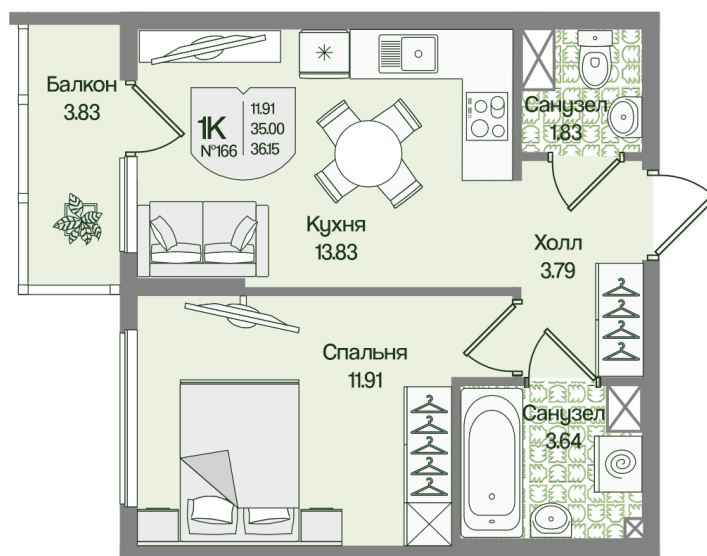 Балкон
3.83
1К
№166
11.91
35.00
36.15
Санузел
1.83
Кухня
13.83
Холл
3.79
Спальня
11.91
Санузел
3.64